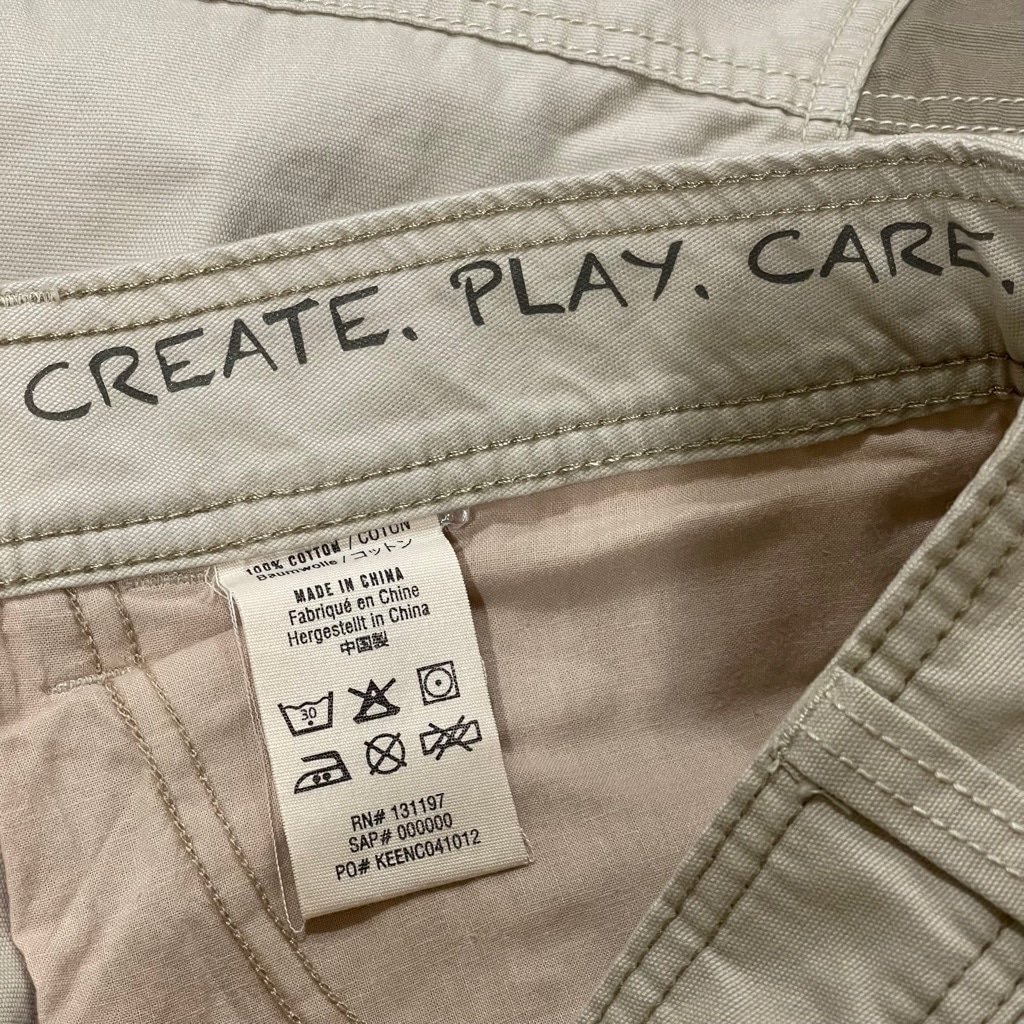 CREATE. PLAY. CARE.
100% COTTON / COTON
Baumwolle / コットン
MADE IN CHINA
Fabriqué en Chine
Hergestellt in China
中国製
30
RN# 131197
SAP# 000000
PO# KEENC041012